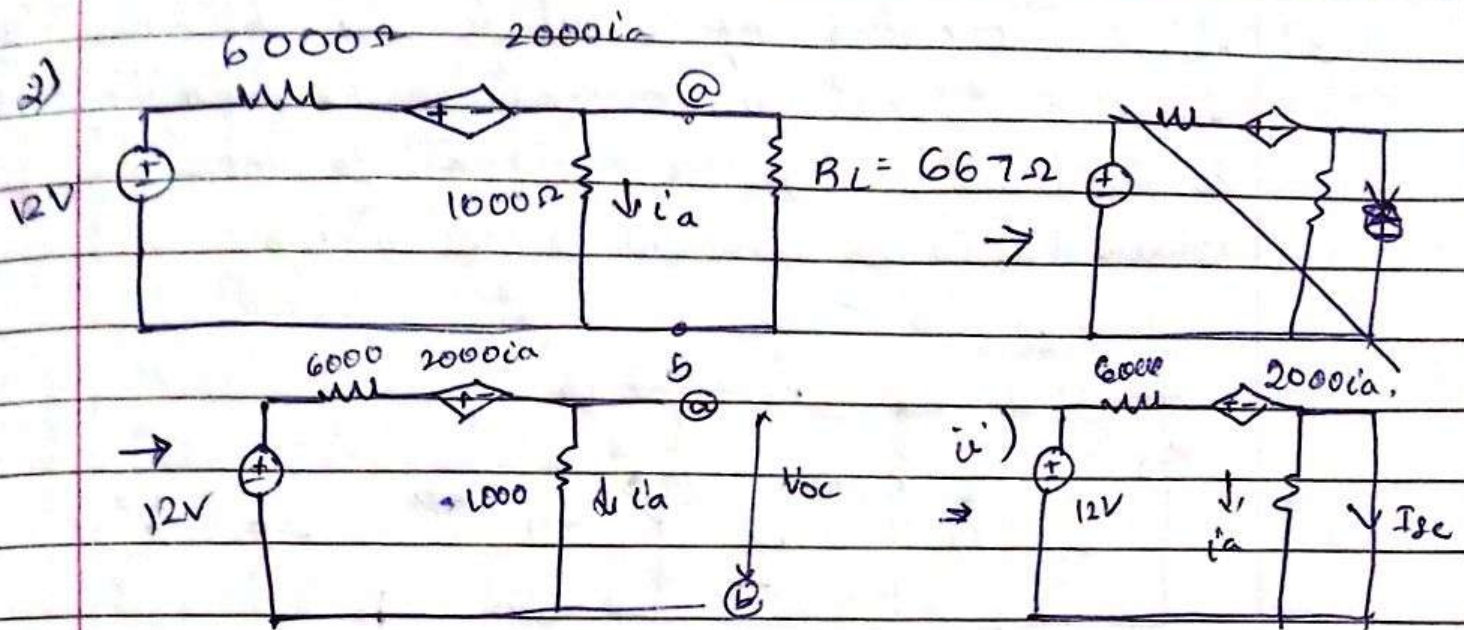 6000Ω 2000ia
2)
ⓐ
12V
1000Ω ↓ia
RL = 667Ω
→
b
6000 2000ia
ⓐ
→
12V
1000 ↓ia
Voc
ⓑ
ii)
6000 2000ia
→
12V
↓ia
Isc